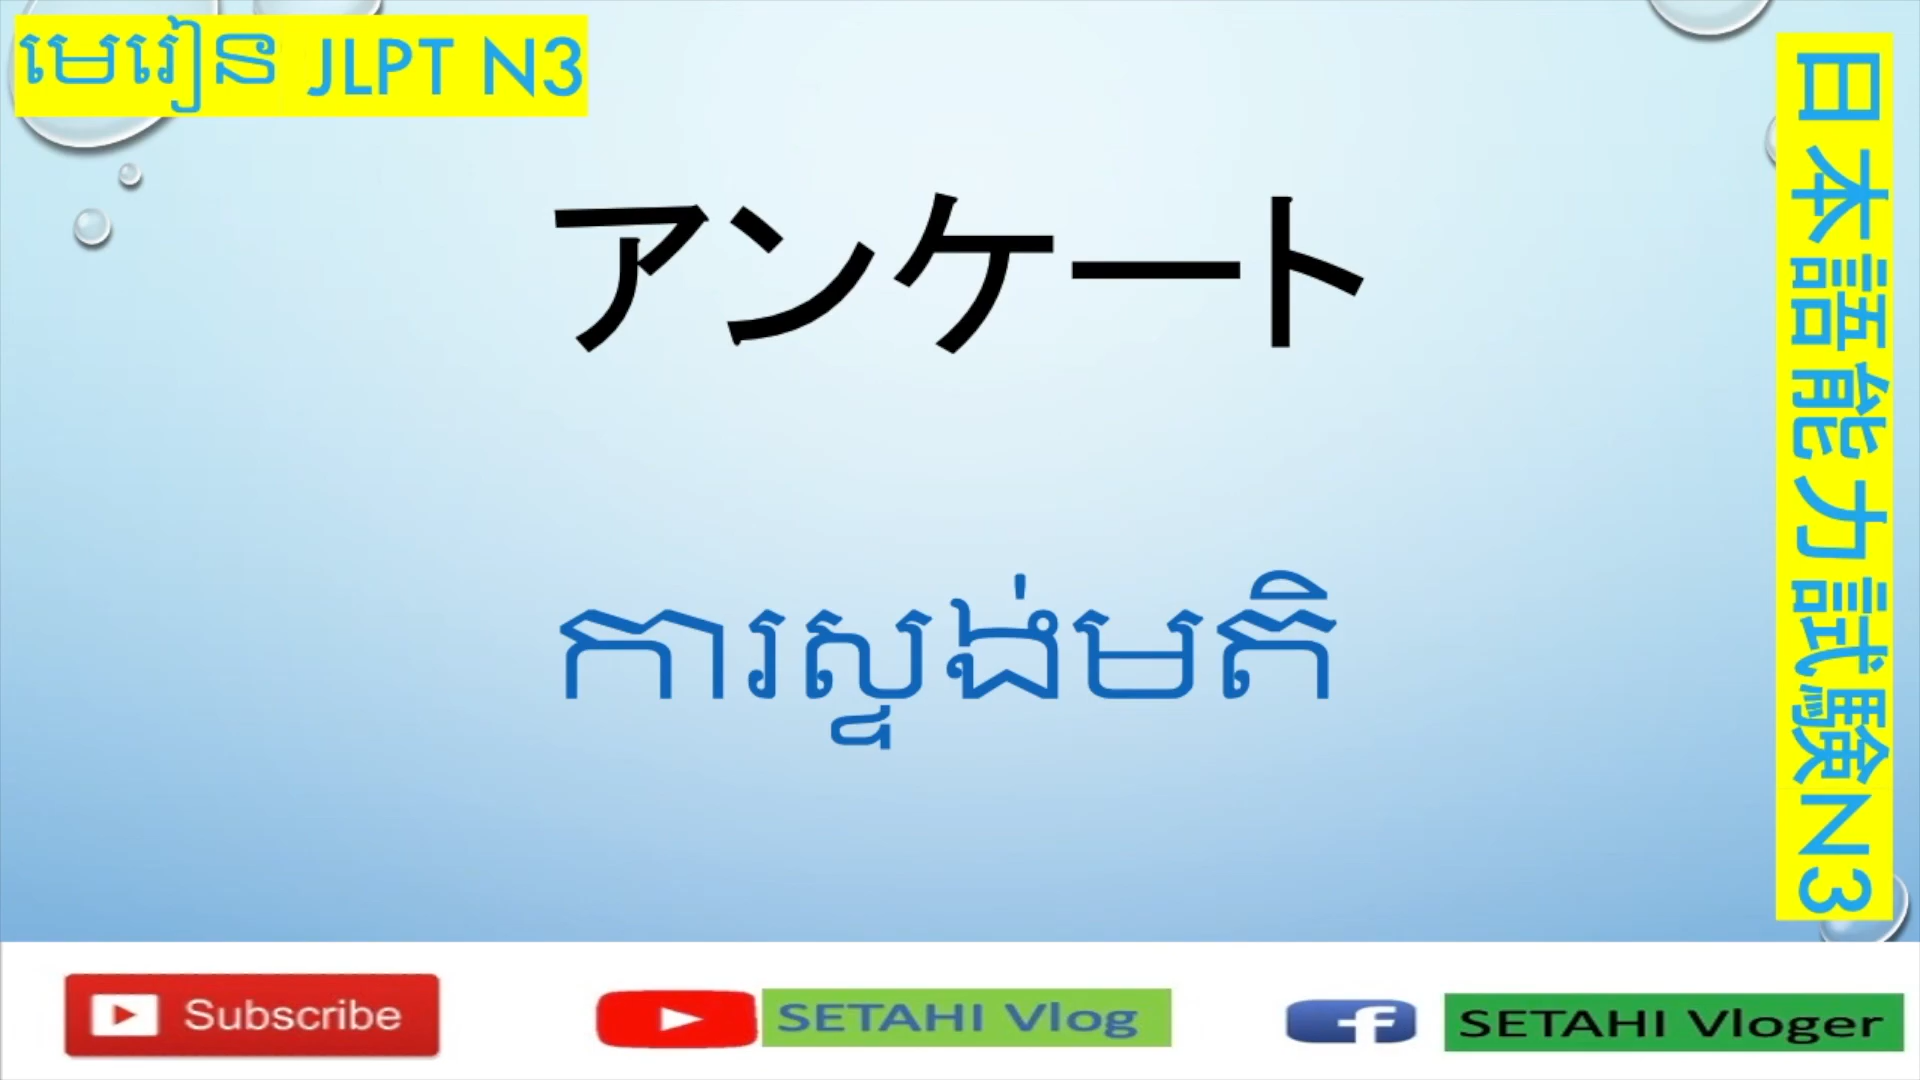 មេរៀន JLPT N3
アンケート
ការស្ទង់មតិ
日本語能力試験N3
Subscribe
SETAHI Vlog
SETAHI Vloger